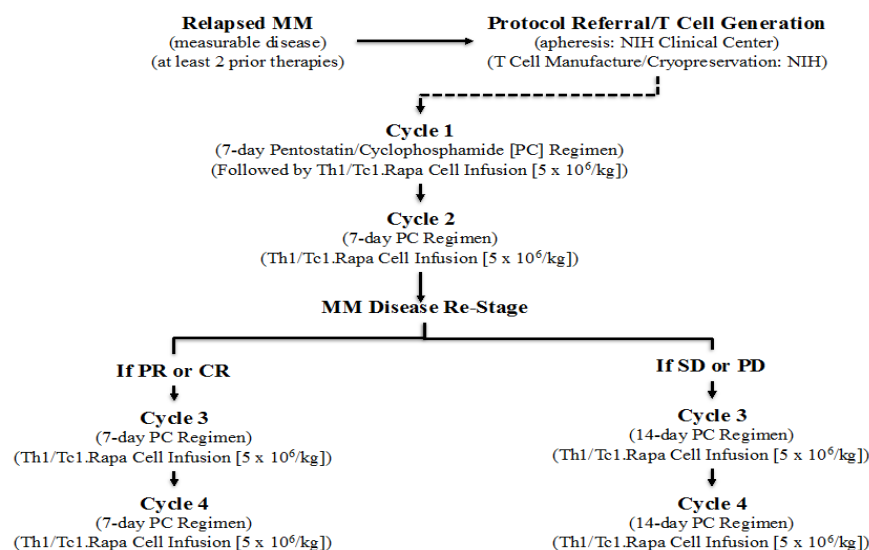 Relapsed MM
(measurable disease)
(at least 2 prior therapies)
Protocol Referral/T Cell Generation
(apheresis: NIH Clinical Center)
(T Cell Manufacture/Cryopreservation: NIH)
Cycle 1
(7-day Pentostatin/Cyclophosphamide [PC] Regimen)
(Followed by Th1/Tc1.Rapa Cell Infusion [5 x 10⁶/kg])
Cycle 2
(7-day PC Regimen)
(Th1/Tc1.Rapa Cell Infusion [5 x 10⁶/kg])
MM Disease Re-Stage
If PR or CR
Cycle 3
(7-day PC Regimen)
(Th1/Tc1.Rapa Cell Infusion [5 x 10⁶/kg])
Cycle 4
(7-day PC Regimen)
(Th1/Tc1.Rapa Cell Infusion [5 x 10⁶/kg])
If SD or PD
Cycle 3
(14-day PC Regimen)
(Th1/Tc1.Rapa Cell Infusion [5 x 10⁶/kg])
Cycle 4
(14-day PC Regimen)
(Th1/Tc1.Rapa Cell Infusion [5 x 10⁶/kg])